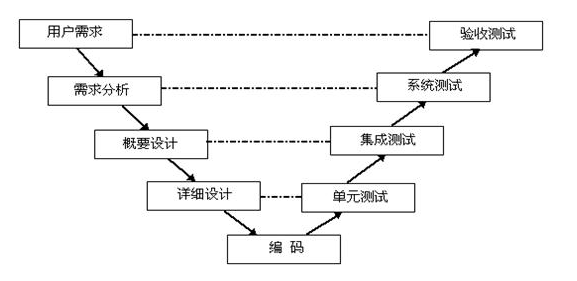 用户需求
验收测试
需求分析
系统测试
概要设计
集成测试
详细设计
单元测试
编 码